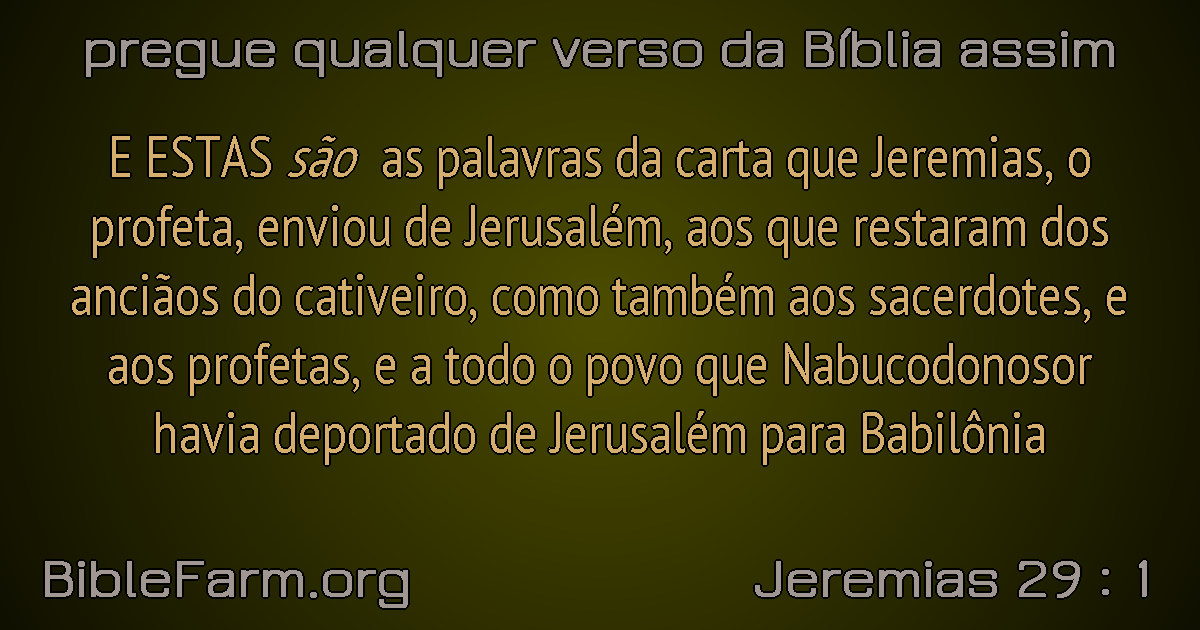 pregue qualquer verso da Bíblia assim
E ESTAS são as palavras da carta que Jeremias, o
profeta, enviou de Jerusalém, aos que restaram dos
anciãos do cativeiro, como também aos sacerdotes, e
aos profetas, e a todo o povo que Nabucodonosor
havia deportado de Jerusalém para Babilônia
BibleFarm.org
Jeremias 29 : 1